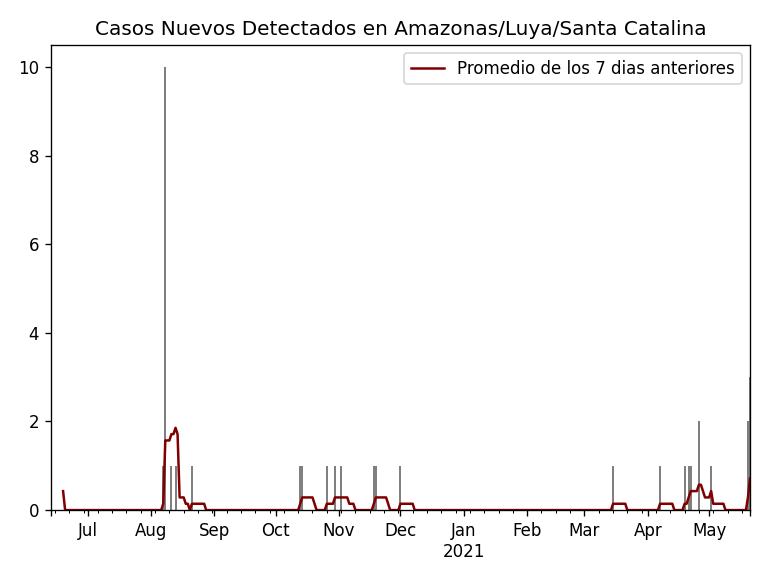 Casos Nuevos Detectados en Amazonas/Luya/Santa Catalina
Promedio de los 7 dias anteriores
10
8
6
4
2
0
Jul Aug Sep Oct Nov Dec Jan Feb Mar Apr May
2021